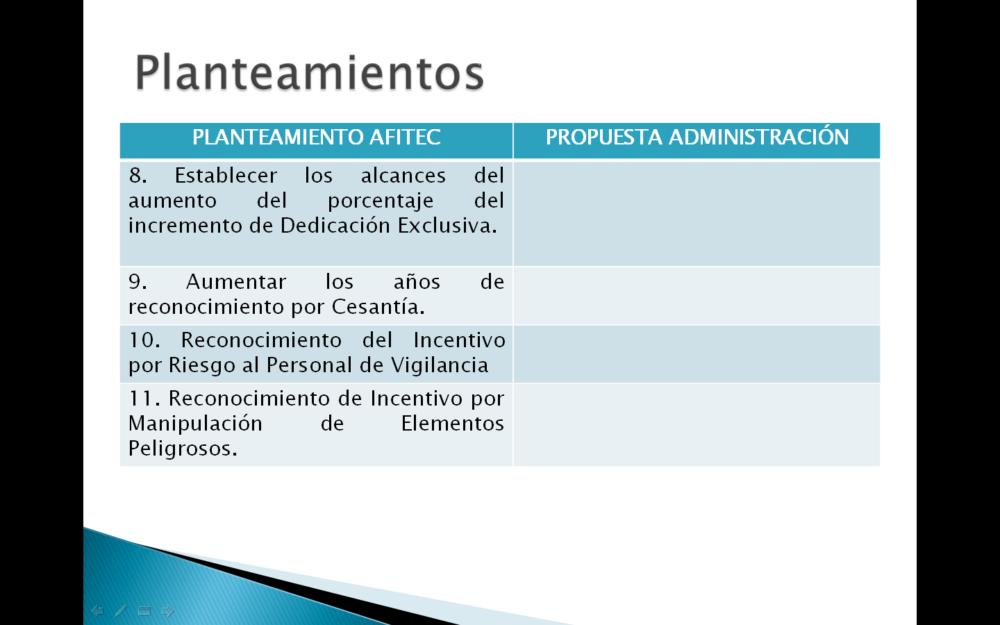 Planteamientos
PLANTEAMIENTO AFITEC
PROPUESTA ADMINISTRACIÓN
8. Establecer los alcances del
aumento del porcentaje del
incremento de Dedicación Exclusiva.
9. Aumentar los años de
reconocimiento por Cesantía.
10. Reconocimiento del Incentivo
por Riesgo al Personal de Vigilancia
11. Reconocimiento de Incentivo por
Manipulación de Elementos
Peligrosos.